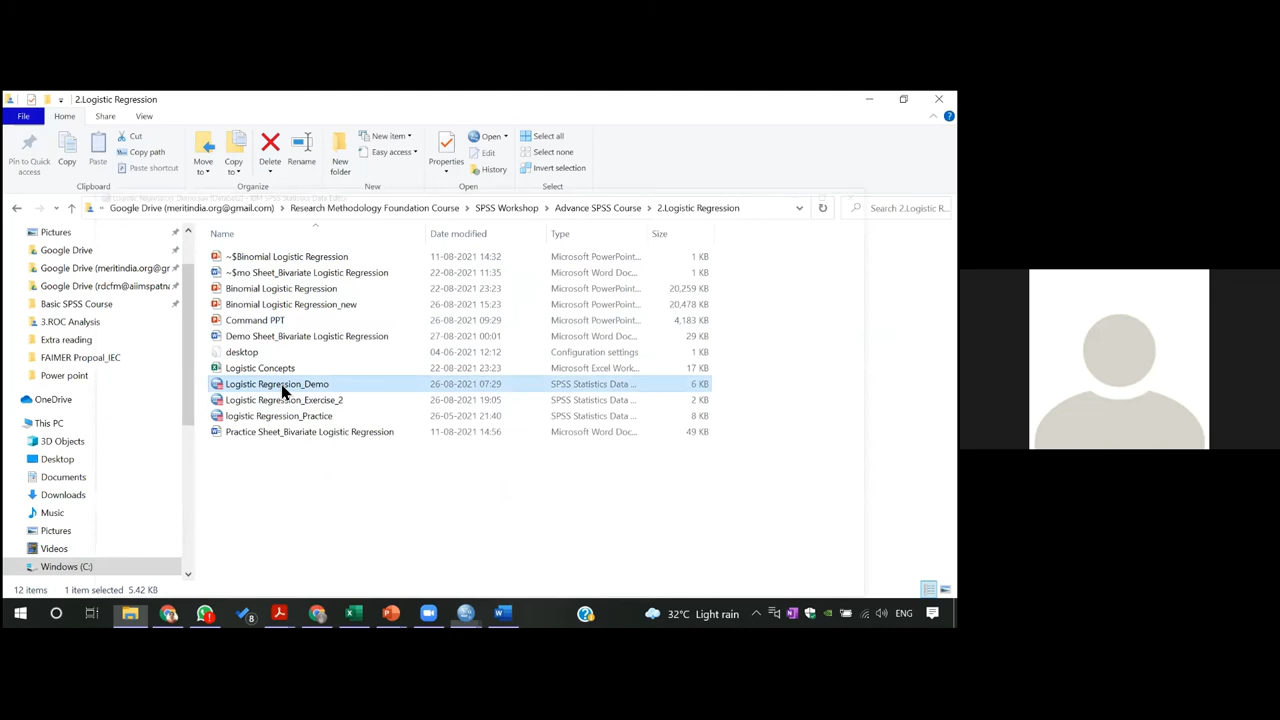 2.Logistic Regression
File Home Share View
Pin to Quick access
Copy
Paste
Cut
Copy path
Paste shortcut
Clipboard
Move to
Copy to
Delete
Rename
Organize
New folder
New item
Easy access
New
Properties
Open
Edit
History
Open
Select all
Select none
Invert selection
Select
Google Drive (meritindia.org@gmail.com) > Research Methodology Foundation Course > SPSS Workshop > Advance SPSS Course > 2.Logistic Regression
Search 2.Logistic R...
Pictures
Google Drive
Google Drive (meritindia.org@gr
Google Drive (rdcfm@aiimspatna
Basic SPSS Course
3.ROC Analysis
Extra reading
FAIMER Propoal_IEC
Power point
OneDrive
This PC
3D Objects
Desktop
Documents
Downloads
Music
Pictures
Videos
Windows (C:)
Name Date modified Type Size
~$Binomial Logistic Regression 11-08-2021 14:32 Microsoft PowerPoint... 1 KB
~$mo Sheet_Bivariate Logistic Regression 22-08-2021 11:35 Microsoft Word Doc... 1 KB
Binomial Logistic Regression 22-08-2021 23:23 Microsoft PowerPoint... 20,259 KB
Binomial Logistic Regression_new 26-08-2021 15:23 Microsoft PowerPoint... 20,478 KB
Command PPT 26-08-2021 09:29 Microsoft PowerPoint... 4,183 KB
Demo Sheet_Bivariate Logistic Regression 27-08-2021 00:01 Microsoft Word Doc... 29 KB
desktop 04-06-2021 12:12 Configuration settings 1 KB
Logistic Concepts 22-08-2021 23:23 Microsoft Excel Work... 17 KB
Logistic Regression_Demo 26-08-2021 07:29 SPSS Statistics Data ... 6 KB
Logistic Regression_Exercise_2 26-08-2021 19:05 SPSS Statistics Data ... 2 KB
logistic Regression_Practice 26-05-2021 21:40 SPSS Statistics Data ... 8 KB
Practice Sheet_Bivariate Logistic Regression 11-08-2021 14:56 Microsoft Word Doc... 49 KB
12 items 1 item selected 5.42 KB
8
32°C Light rain
ENG